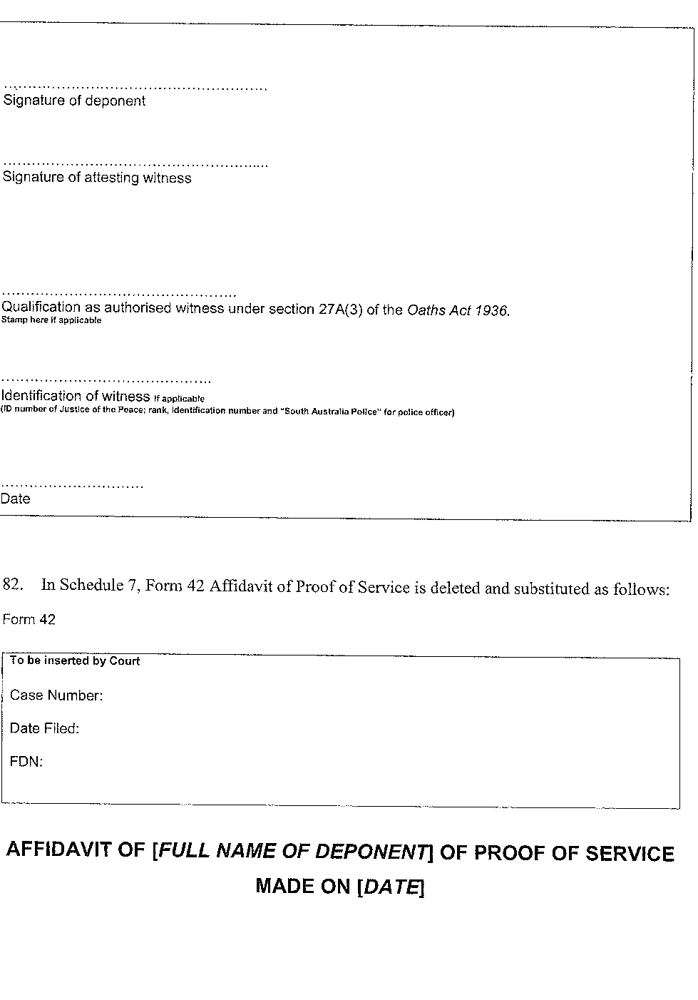 ..........................................................
Signature of deponent
..........................................................
Signature of attesting witness
..................................................
Qualification as authorised witness under section 27A(3) of the Oaths Act 1936.
Stamp here if applicable
.............................................
Identification of witness if applicable
(ID number of Justice of the Peace; rank, identification number and "South Australia Police" for police officer)
..............................
Date
82. In Schedule 7, Form 42 Affidavit of Proof of Service is deleted and substituted as follows:
Form 42
To be inserted by Court
Case Number:
Date Filed:
FDN:
AFFIDAVIT OF [FULL NAME OF DEPONENT] OF PROOF OF SERVICE
MADE ON [DATE]